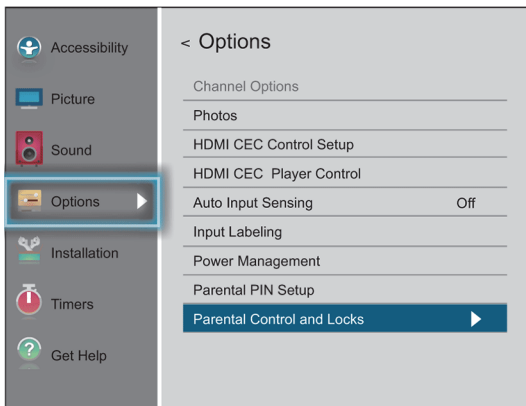 Accessibility
Picture
Sound
Options
Installation
Timers
Get Help
< Options
Channel Options
Photos
HDMI CEC Control Setup
HDMI CEC Player Control
Auto Input Sensing Off
Input Labeling
Power Management
Parental PIN Setup
Parental Control and Locks